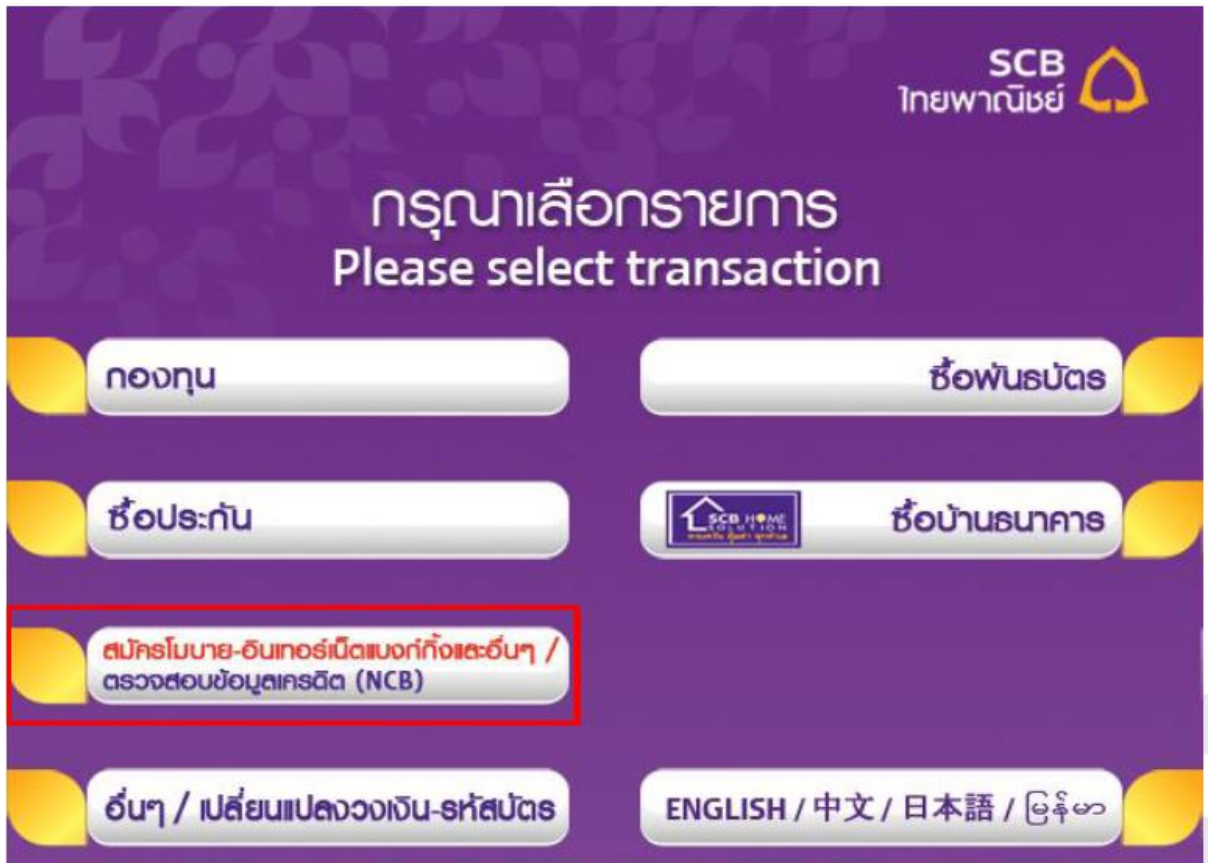 SCB
ไทยพาณิชย์
กรุณาเลือกรายการ
Please select transaction
กองทุน
ซื้อพันธบัตร
ซื้อประกัน
SCB HOME
SOLUTION
ซื้อบ้านธนาคาร
สมัครโมบาย-อินเทอร์เน็ตแบงก์กิ้งและอื่นๆ /
ตรวจสอบข้อมูลเครดิต (NCB)
อื่นๆ / เปลี่ยนแปลงวงเงิน-รหัสบัตร
ENGLISH / 中文 / 日本語 / မြန်မာ